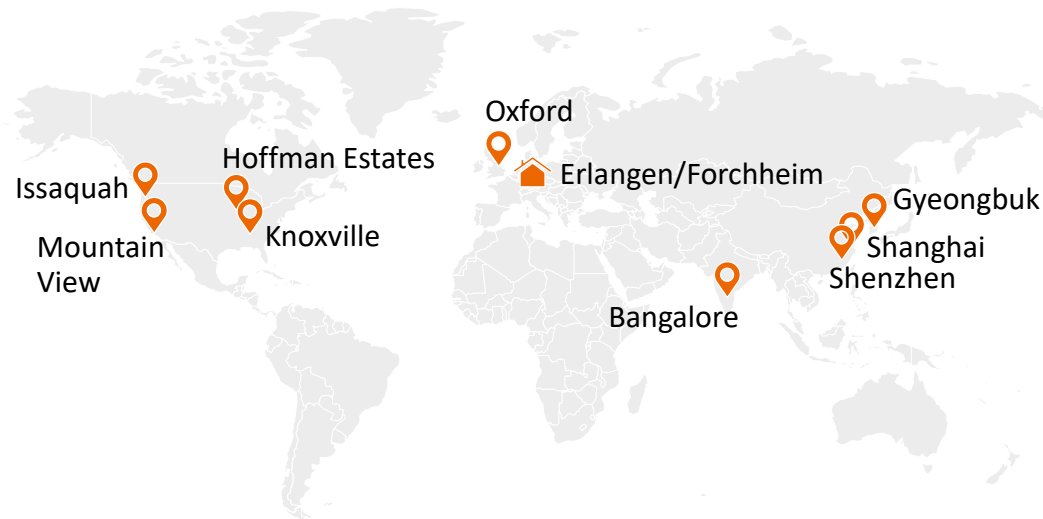 Oxford
Hoffman Estates
Erlangen/Forchheim
Issaquah
Gyeongbuk
Knoxville
Mountain
View
Shanghai
Shenzhen
Bangalore